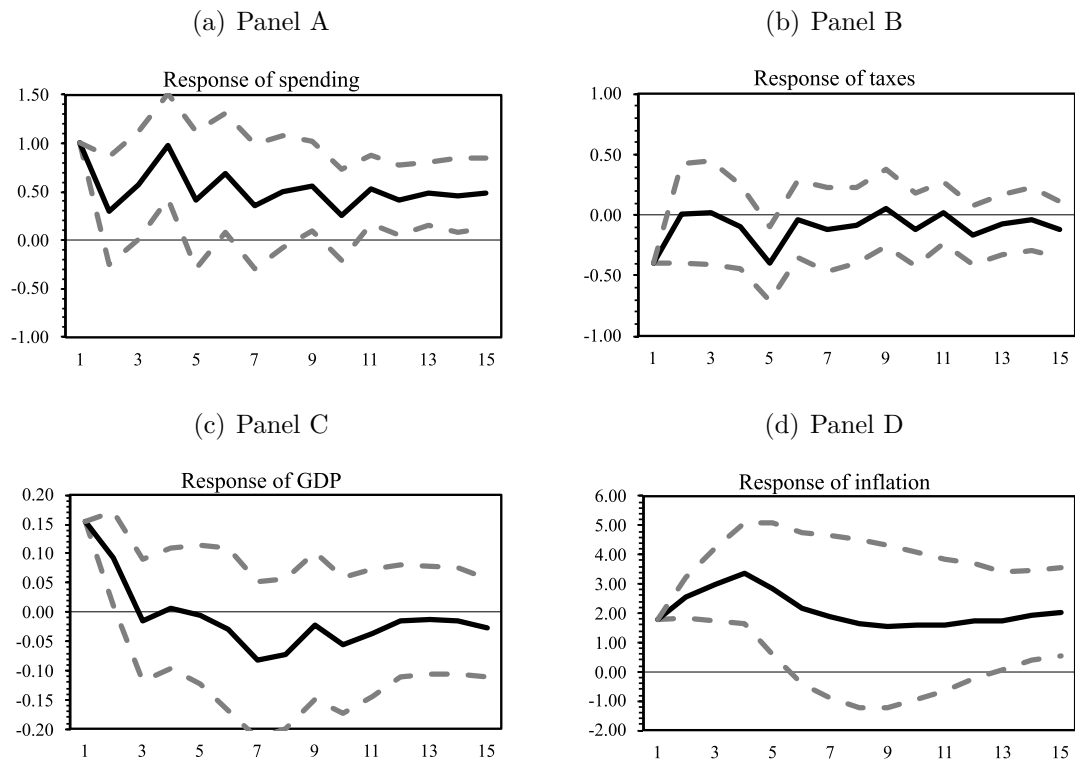 (a) Panel A
(b) Panel B
Response of spending
1.50
1.00
0.50
0.00
-0.50
-1.00
1 3 5 7 9 11 13 15
Response of taxes
1.00
0.50
0.00
-0.50
-1.00
1 3 5 7 9 11 13 15
(c) Panel C
(d) Panel D
Response of GDP
0.20
0.15
0.10
0.05
0.00
-0.05
-0.10
-0.15
-0.20
1 3 5 7 9 11 13 15
Response of inflation
6.00
5.00
4.00
3.00
2.00
1.00
0.00
-1.00
-2.00
1 3 5 7 9 11 13 15